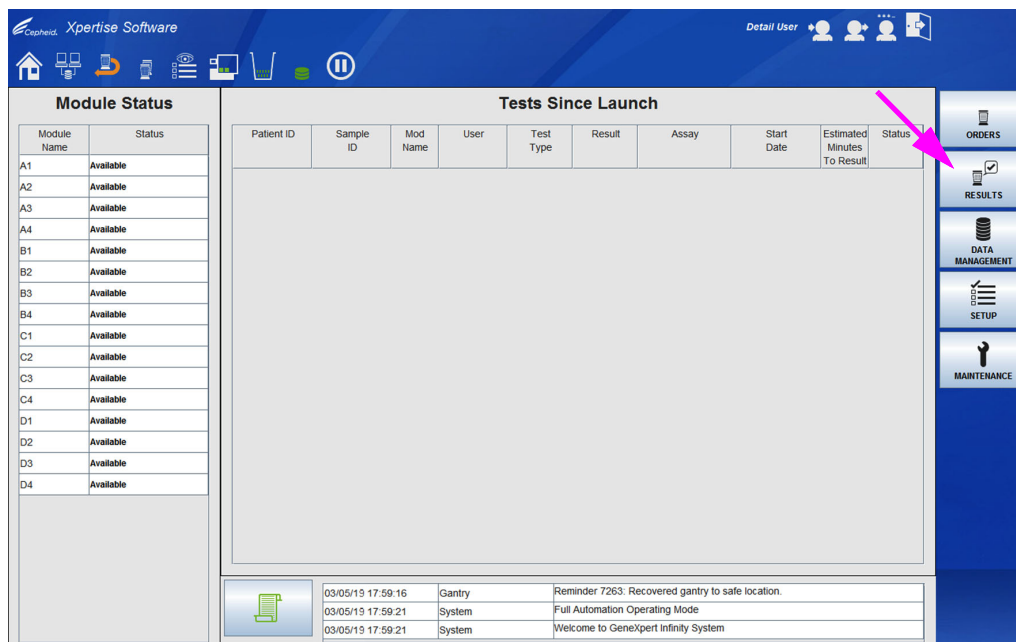 Cepheid. Xpertise Software
Detail User
Module Status
Module Name
Status
A1 Available
A2 Available
A3 Available
A4 Available
B1 Available
B2 Available
B3 Available
B4 Available
C1 Available
C2 Available
C3 Available
C4 Available
D1 Available
D2 Available
D3 Available
D4 Available
Tests Since Launch
Patient ID
Sample ID
Mod Name
User
Test Type
Result
Assay
Start Date
Estimated Minutes To Result
Status
03/05/19 17:59:16 Gantry Reminder 7263: Recovered gantry to safe location.
03/05/19 17:59:21 System Full Automation Operating Mode
03/05/19 17:59:21 System Welcome to GeneXpert Infinity System
ORDERS
RESULTS
DATA
MANAGEMENT
SETUP
MAINTENANCE